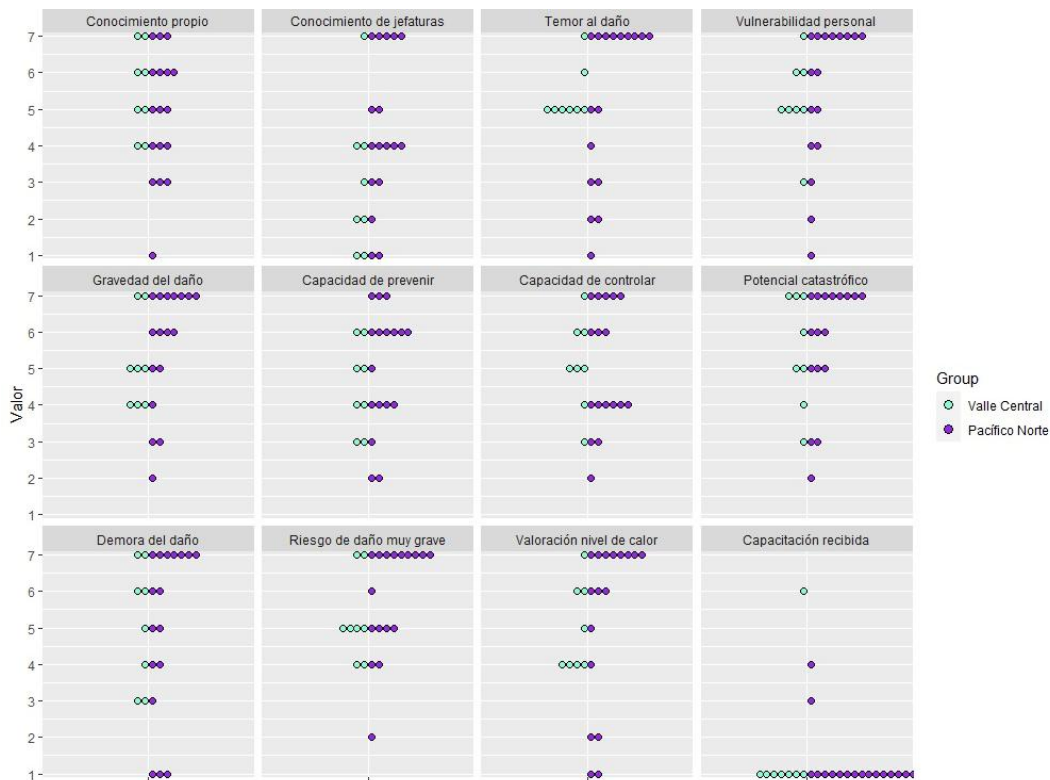 Conocimiento propio
Conocimiento de jefaturas
Temor al daño
Vulnerabilidad personal
7
6
5
4
3
2
1
Gravedad del daño
Capacidad de prevenir
Capacidad de controlar
Potencial catastrófico
7
6
5
4
3
2
1
Valor
Demora del daño
Riesgo de daño muy grave
Valoración nivel de calor
Capacitación recibida
7
6
5
4
3
2
1
Group
Valle Central
Pacífico Norte